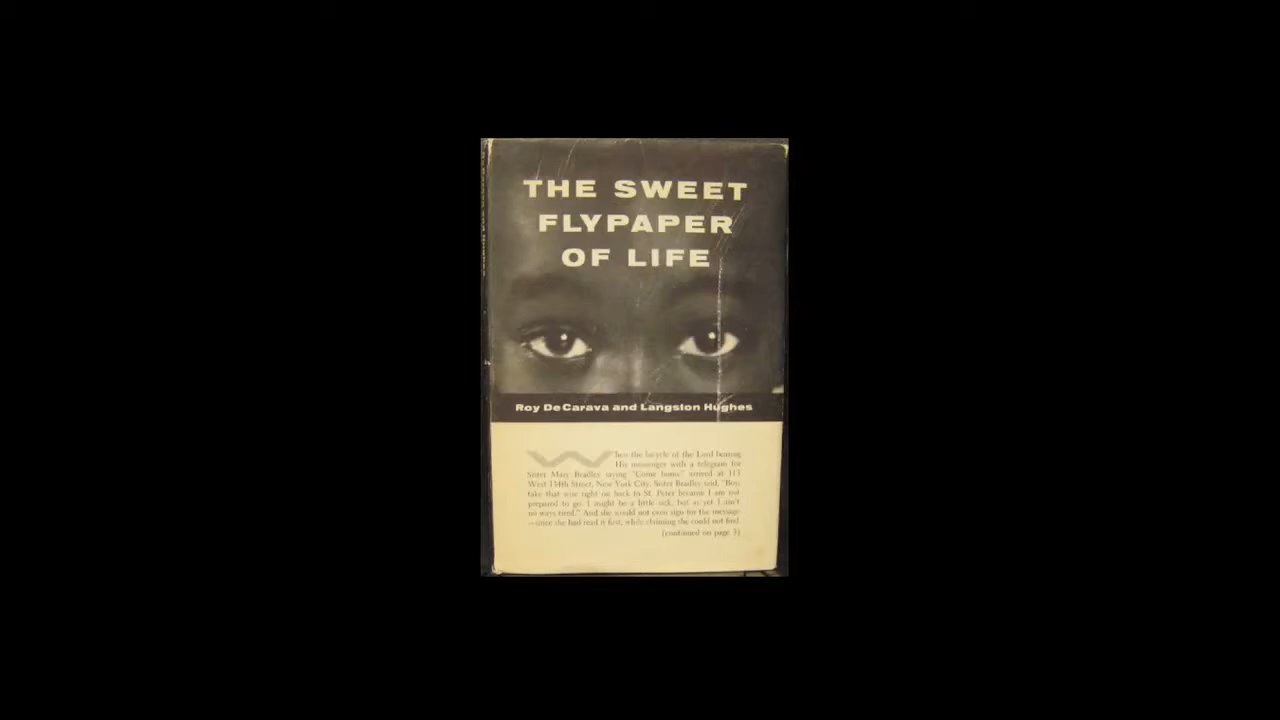 THE SWEET
FLYPAPER
OF LIFE
Roy DeCarava and Langston Hughes
When the bicycle of the Lord bearing
His messenger with a telegram for
Sister Mary Bradley saying "Come home" arrived at 113
West 134th Street, New York City, Sister Bradley said, "Boy,
take that wire right on back to St. Peter because I am not
prepared to go. I might be a little sick, but as yet I ain't
no ways tired." And she would not even sign for the message
—since she had read it first, while claiming she could not find
(continued on page 3)